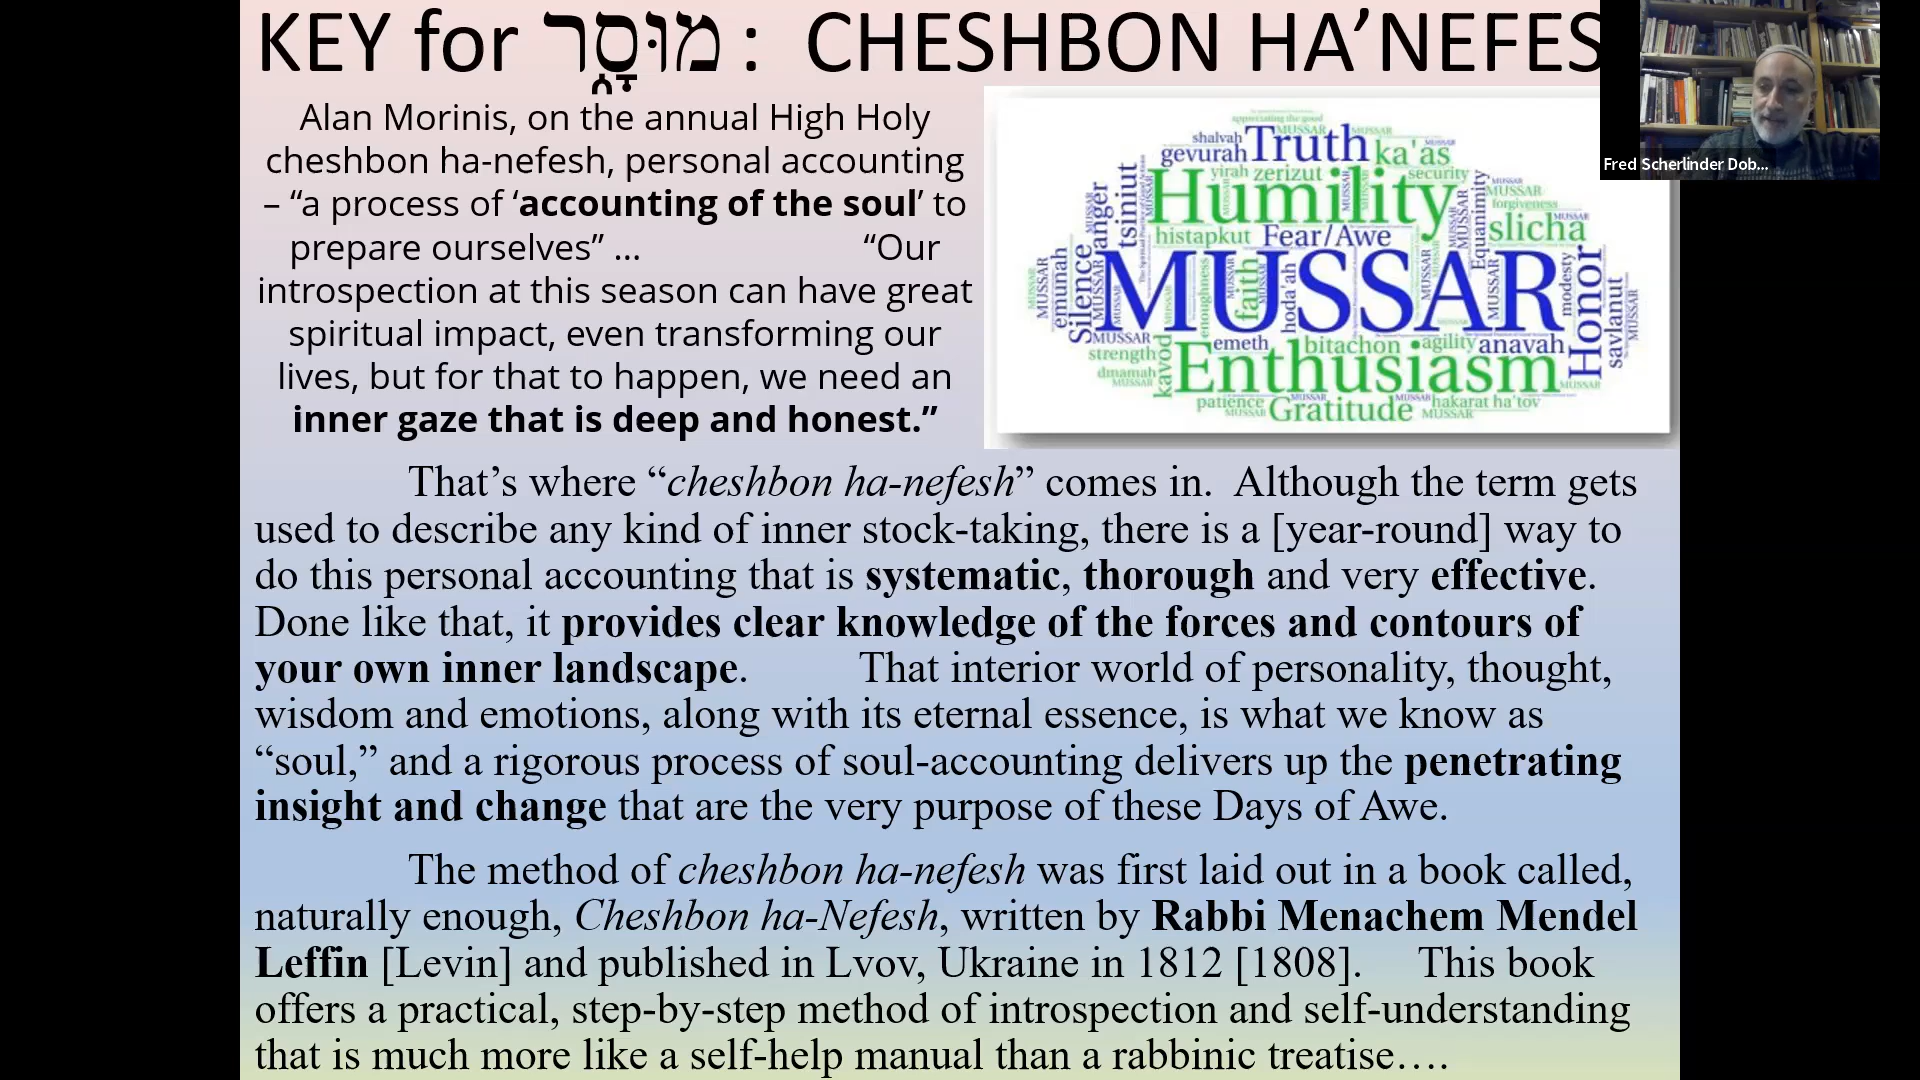 KEY for מוּסָָר : CHESHBON HA’NEFES
Alan Morinis, on the annual High Holy
cheshbon ha-nefesh, personal accounting
– “a process of ‘accounting of the soul’ to
prepare ourselves” ... “Our
introspection at this season can have great
spiritual impact, even transforming our
lives, but for that to happen, we need an
inner gaze that is deep and honest.”
appreciating the good
shalvah Truth MUSSAR
gevurah ka'as
yirah zerizut security
Humility
MUSSAR
forgiveness
slicha
anger
tsiniut
histapkut Fear/Awe
Equanimity
MUSSAR
emunah
Silence
enoughness
faith
hoda'ah
modesty
Honor
savlanut
MUSSAR emeth bitachon agility anavah
strength
dmamah
kavod
Enthusiasm
patience MUSSAR hakarat ha'tov
MUSSAR Gratitude MUSSAR
Fred Scherlinder Dob...
That’s where “cheshbon ha-nefesh” comes in. Although the term gets
used to describe any kind of inner stock-taking, there is a [year-round] way to
do this personal accounting that is systematic, thorough and very effective.
Done like that, it provides clear knowledge of the forces and contours of
your own inner landscape. That interior world of personality, thought,
wisdom and emotions, along with its eternal essence, is what we know as
“soul,” and a rigorous process of soul-accounting delivers up the penetrating
insight and change that are the very purpose of these Days of Awe.
The method of cheshbon ha-nefesh was first laid out in a book called,
naturally enough, Cheshbon ha-Nefesh, written by Rabbi Menachem Mendel
Leffin [Levin] and published in Lvov, Ukraine in 1812 [1808]. This book
offers a practical, step-by-step method of introspection and self-understanding
that is much more like a self-help manual than a rabbinic treatise….